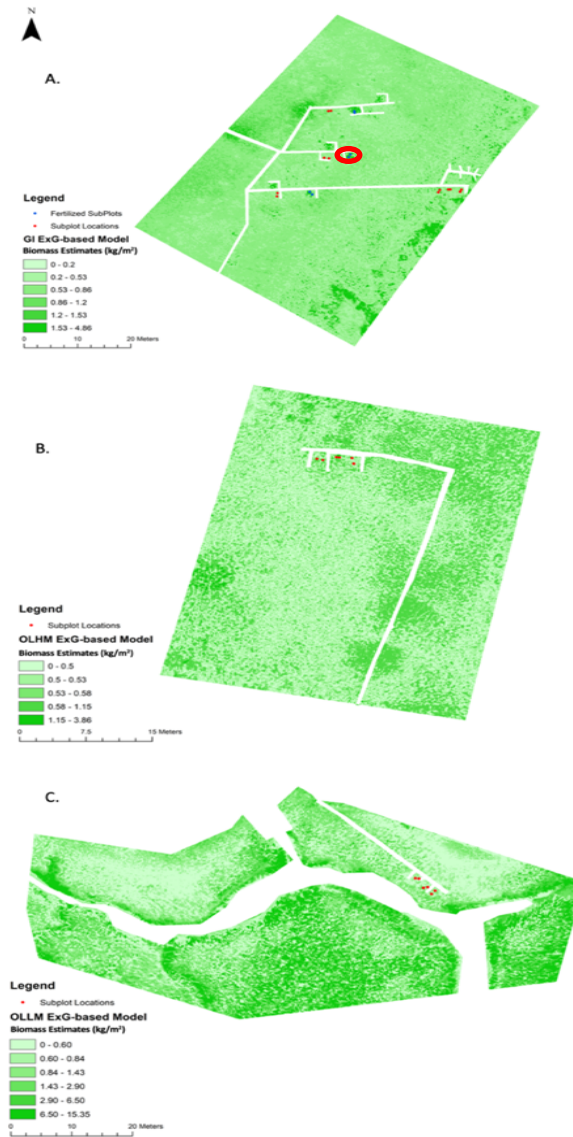 N
A.
Legend
Fertilized SubPlots
Subplot Locations
GI ExG-based Model
Biomass Estimates (kg/m²)
0 - 0.2
0.2 - 0.53
0.53 - 0.86
0.86 - 1.2
1.2 - 1.53
1.53 - 4.86
0 10 20 Meters
B.
Legend
Subplot Locations
OLHM ExG-based Model
Biomass Estimates (kg/m²)
0 - 0.5
0.5 - 0.53
0.53 - 0.58
0.58 - 1.15
1.15 - 3.86
0 7.5 15 Meters
C.
Legend
Subplot Locations
OLLM ExG-based Model
Biomass Estimates (kg/m²)
0 - 0.60
0.60 - 0.84
0.84 - 1.43
1.43 - 2.90
2.90 - 6.50
6.50 - 15.35
0 10 20 Meters